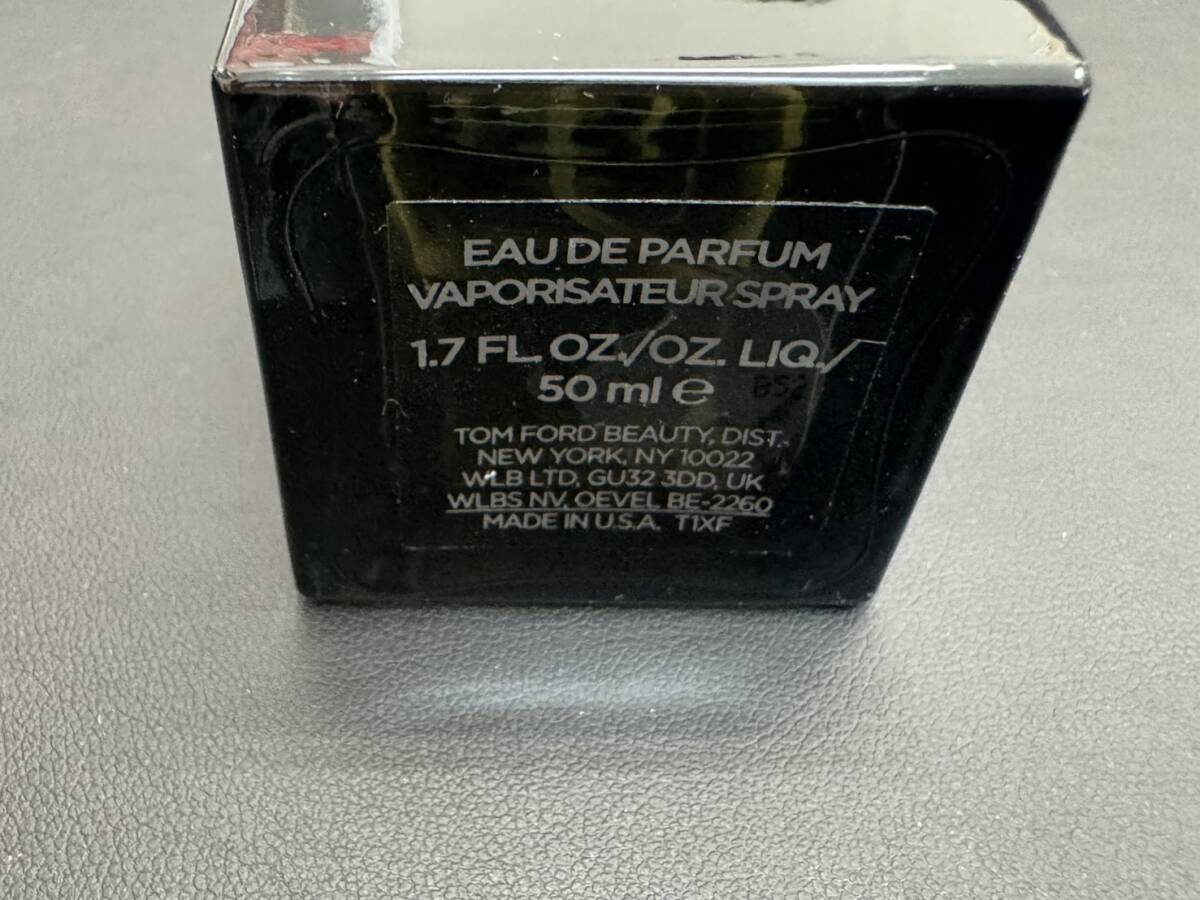 EAU DE PARFUM
VAPORISATEUR SPRAY
1.7 FL. OZ./OZ. LIQ./
50 ml ℮ B52
TOM FORD BEAUTY, DIST.
NEW YORK, NY 10022
WLB LTD, GU32 3DD, UK
WLBS NV, OEVEL BE-2260
MADE IN U.S.A. T1XF